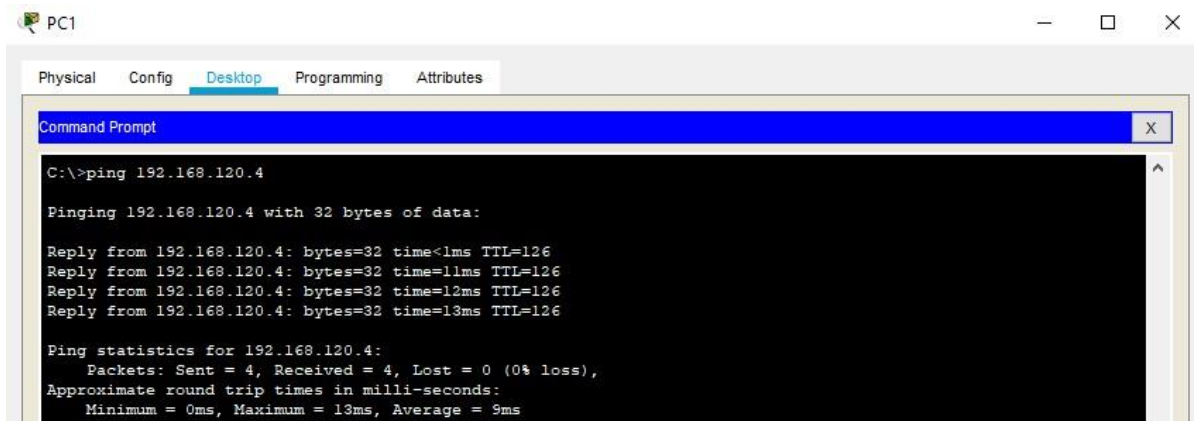 PC1
Physical Config Desktop Programming Attributes
Command Prompt X
C:\>ping 192.168.120.4
Pinging 192.168.120.4 with 32 bytes of data:
Reply from 192.168.120.4: bytes=32 time<1ms TTL=126
Reply from 192.168.120.4: bytes=32 time=11ms TTL=126
Reply from 192.168.120.4: bytes=32 time=12ms TTL=126
Reply from 192.168.120.4: bytes=32 time=13ms TTL=126
Ping statistics for 192.168.120.4:
Packets: Sent = 4, Received = 4, Lost = 0 (0% loss),
Approximate round trip times in milli-seconds:
Minimum = 0ms, Maximum = 13ms, Average = 9ms